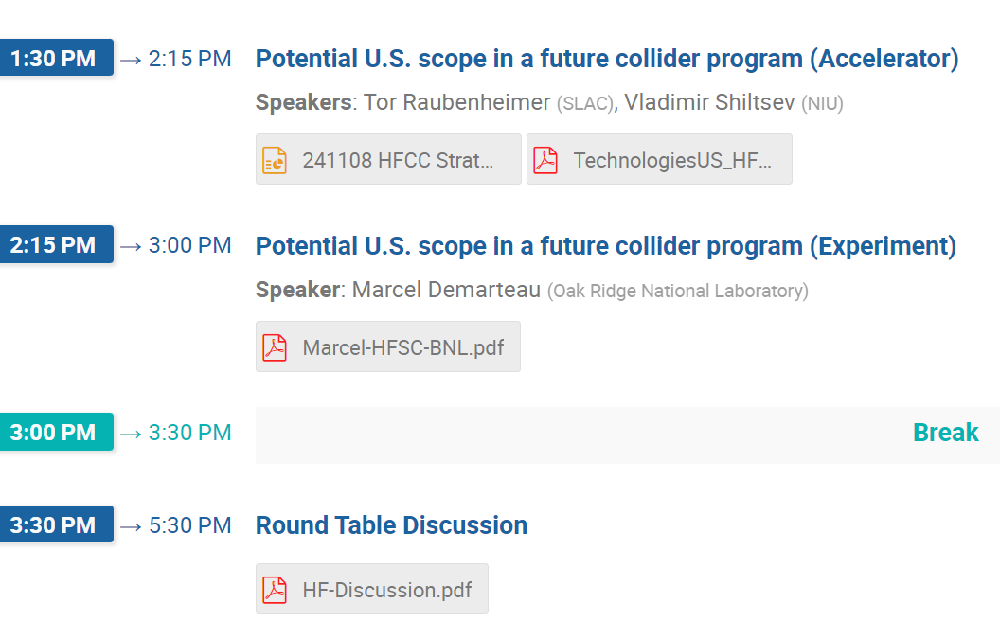 1:30 PM → 2:15 PM Potential U.S. scope in a future collider program (Accelerator)
Speakers: Tor Raubenheimer (SLAC), Vladimir Shiltsev (NIU)
241108 HFCC Strat... TechnologiesUS_HF...
2:15 PM → 3:00 PM Potential U.S. scope in a future collider program (Experiment)
Speaker: Marcel Demarteau (Oak Ridge National Laboratory)
Marcel-HFSC-BNL.pdf
3:00 PM → 3:30 PM Break
3:30 PM → 5:30 PM Round Table Discussion
HF-Discussion.pdf